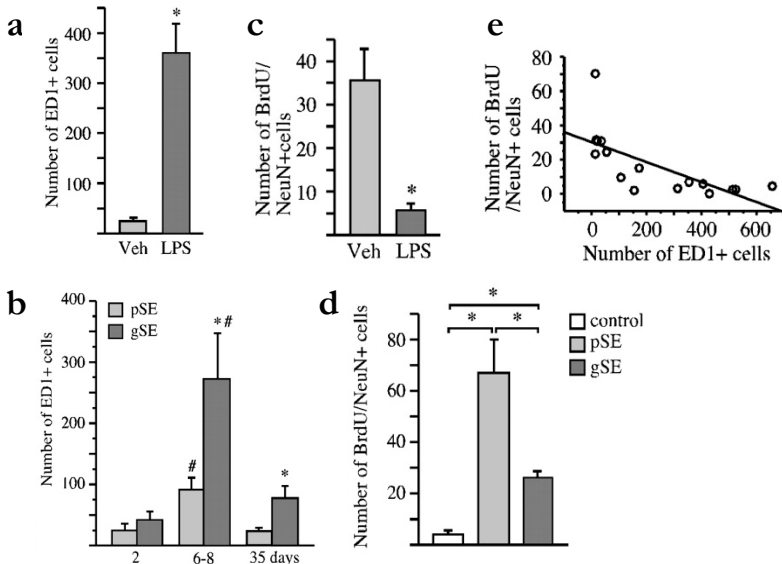 a
Number of ED1+ cells
400
300
200
100
*
Veh
LPS
c
Number of BrdU/
NeuN+cells
40
30
20
10
*
Veh
LPS
e
Number of BrdU
/NeuN+ cells
80
60
40
20
0
0
200
400
600
Number of ED1+ cells
b
Number of ED1+ cells
400
300
200
100
pSE
gSE
#
*#
*
2
6-8
35 days
d
Number of BrdU/NeuN+ cells
80
60
40
20
*
*
*
control
pSE
gSE